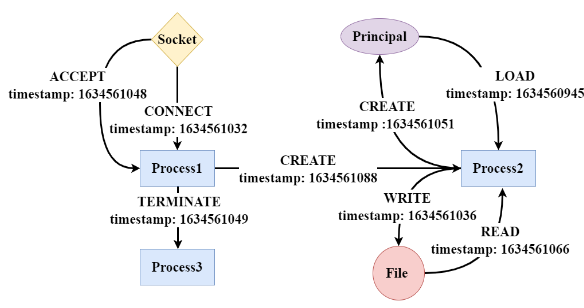 Socket
ACCEPT
timestamp: 1634561048
CONNECT
timestamp: 1634561032
Process1
TERMINATE
timestamp: 1634561049
Process3
CREATE
timestamp: 1634561088
Principal
LOAD
timestamp: 1634560945
CREATE
timestamp :1634561051
Process2
WRITE
timestamp: 1634561036
READ
timestamp: 1634561066
File